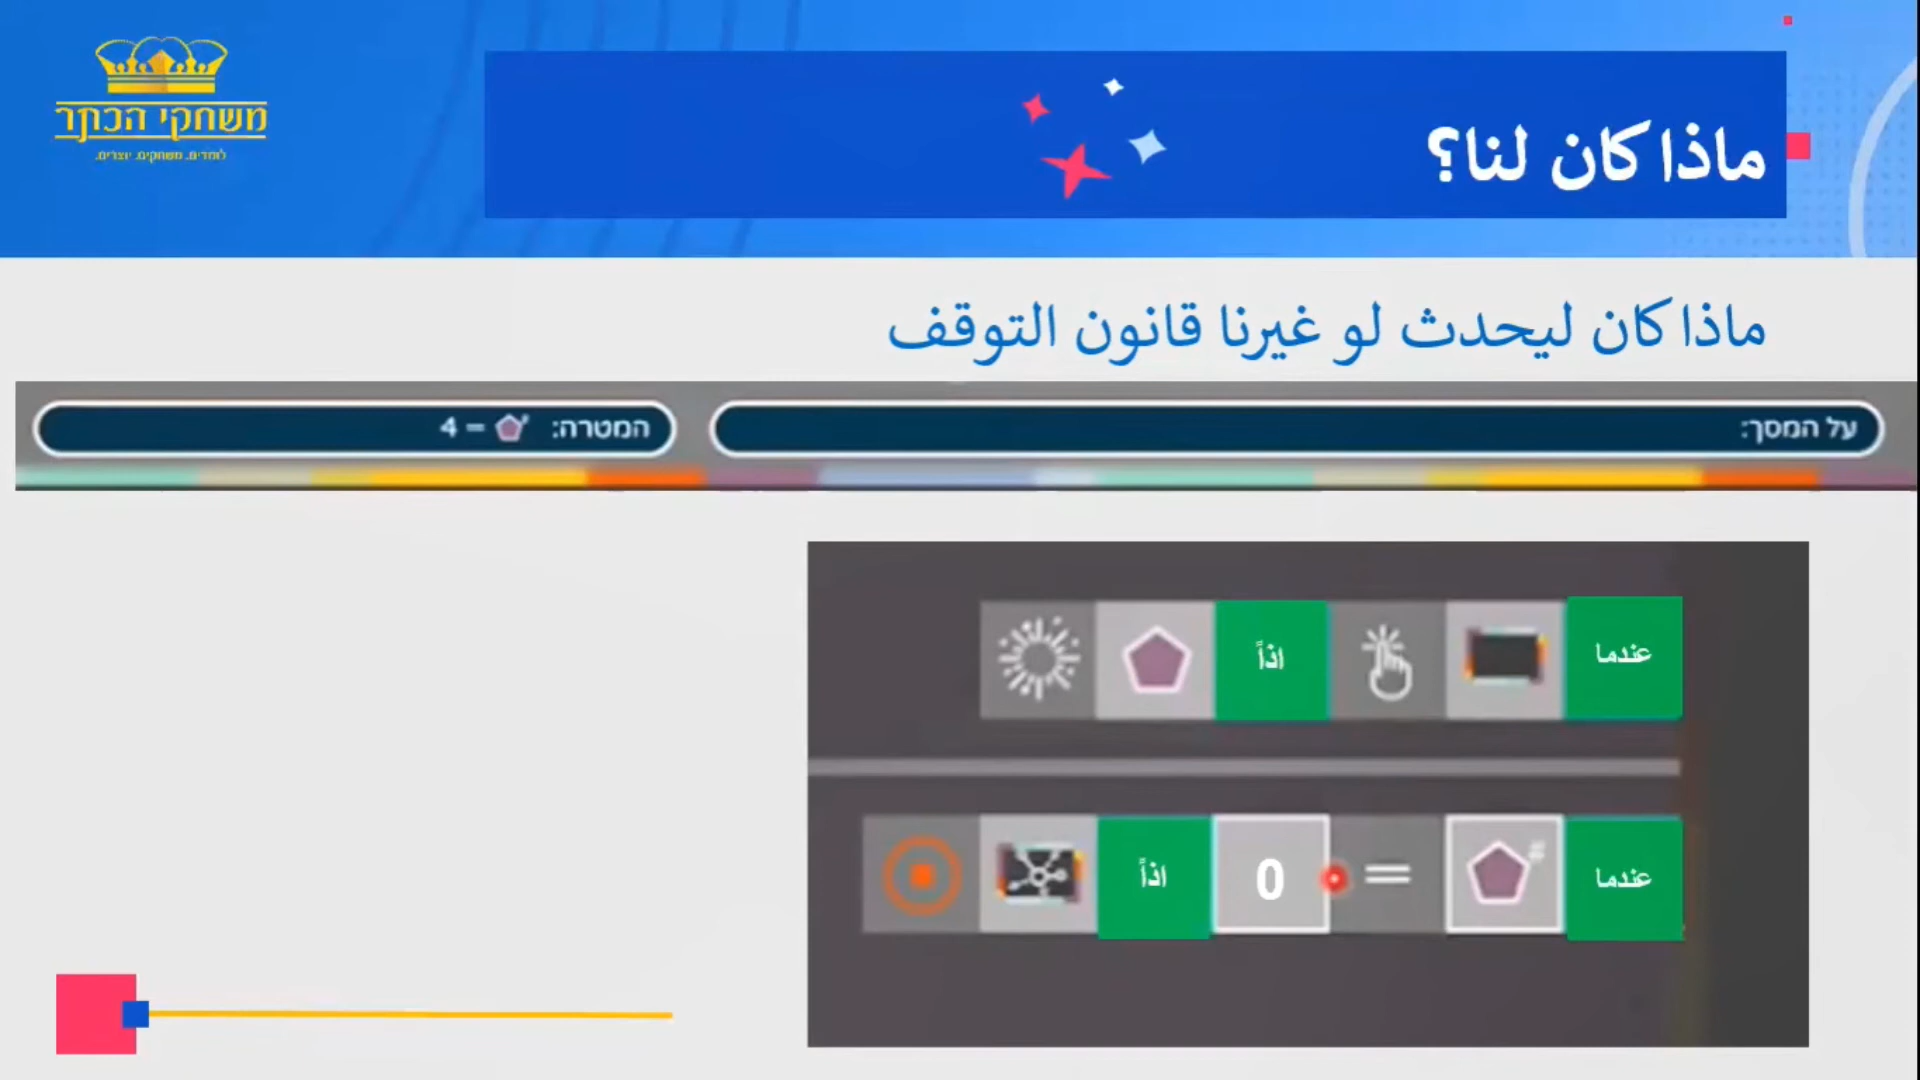 משחקי הכתר
לומדים. משחקים. יוצרים.
ماذا كان لنا؟
ماذا كان ليحدث لو غيرنا قانون التوقف
על המסך:
המטרה: = 4
عندما اذاً
عندما = 0 اذاً